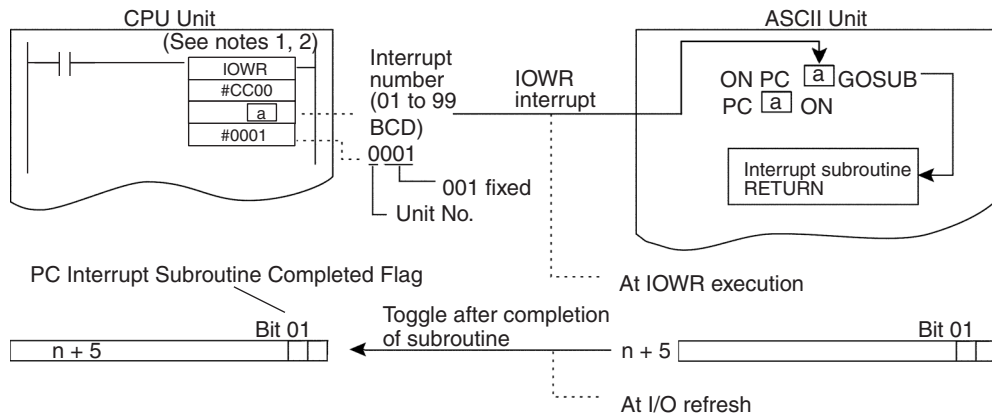 CPU Unit
ASCII Unit
(See notes 1, 2)
IOWR
#CC00
a
#0001
Interrupt
number
(01 to 99
BCD)
0001
001 fixed
Unit No.
IOWR
interrupt
ON PC a GOSUB
PC a ON
Interrupt subroutine
RETURN
At IOWR execution
PC Interrupt Subroutine Completed Flag
Bit 01
n + 5
Toggle after completion
of subroutine
n + 5
Bit 01
At I/O refresh